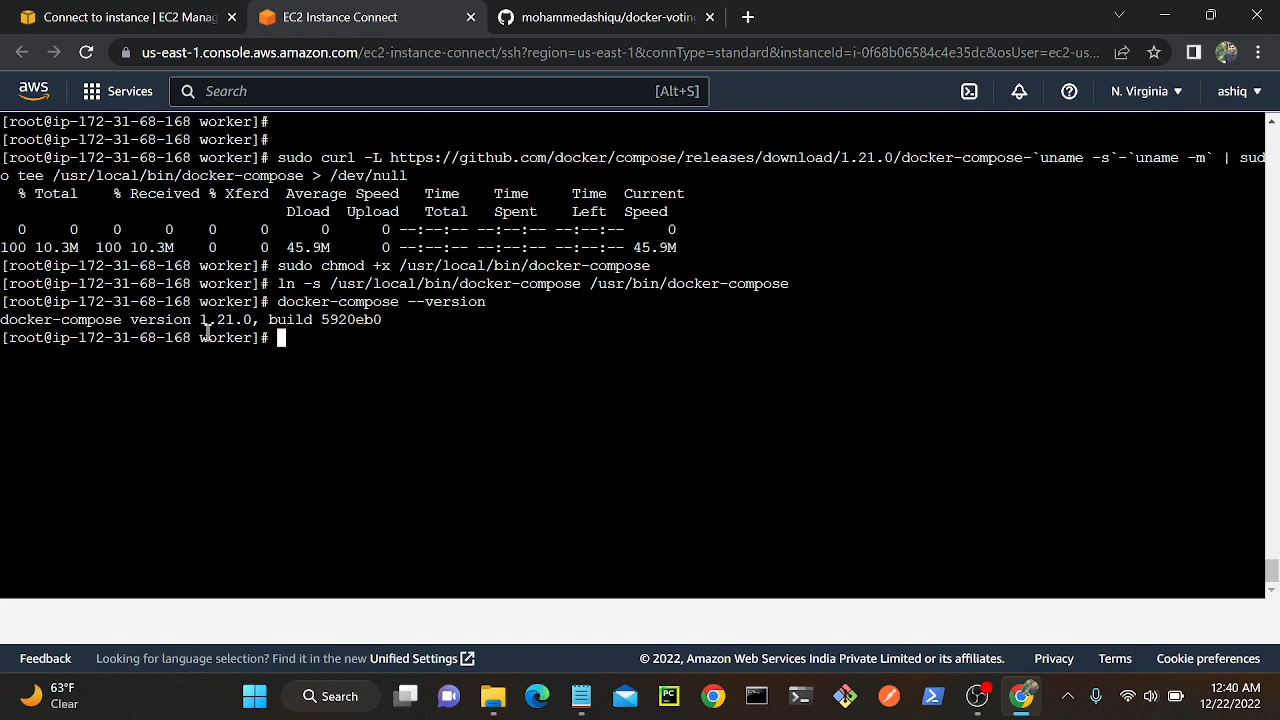 Connect to instance | EC2 Manag
EC2 Instance Connect
mohammedashiqu/docker-voting
us-east-1.console.aws.amazon.com/ec2-instance-connect/ssh?region=us-east-1&connType=standard&instanceId=i-0f68b06584c4e35dc&osUser=ec2-us...
aws
Services
Search
[Alt+S]
N. Virginia
ashiq
[root@ip-172-31-68-168 worker]#
[root@ip-172-31-68-168 worker]#
[root@ip-172-31-68-168 worker]# sudo curl -L https://github.com/docker/compose/releases/download/1.21.0/docker-compose-`uname -s`-`uname -m` | sud
o tee /usr/local/bin/docker-compose > /dev/null
% Total % Received % Xferd Average Speed Time Time Time Current
Dload Upload Total Spent Left Speed
0 0 0 0 0 0 0 0 --:--:-- --:--:-- --:--:-- 0
100 10.3M 100 10.3M 0 0 45.9M 0 --:--:-- --:--:-- --:--:-- 45.9M
[root@ip-172-31-68-168 worker]# sudo chmod +x /usr/local/bin/docker-compose
[root@ip-172-31-68-168 worker]# ln -s /usr/local/bin/docker-compose /usr/bin/docker-compose
[root@ip-172-31-68-168 worker]# docker-compose --version
docker-compose version 1.21.0, build 5920eb0
[root@ip-172-31-68-168 worker]#
Feedback
Looking for language selection? Find it in the new Unified Settings
© 2022, Amazon Web Services India Private Limited or its affiliates.
Privacy
Terms
Cookie preferences
63°F
Clear
Search
PC
12:40 AM
12/22/2022